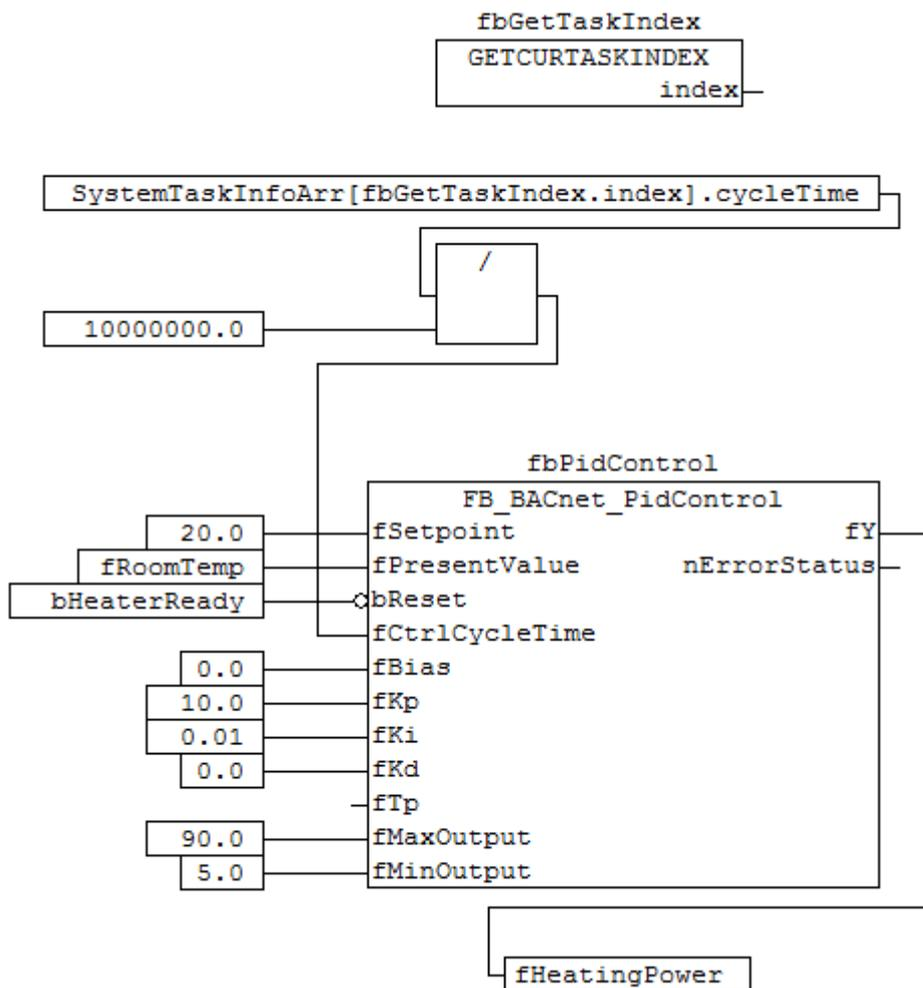 fbGetTaskIndex
GETCURTASKINDEX
index
SystemTaskInfoArr[fbGetTaskIndex.index].cycleTime
/
10000000.0
fbPidControl
FB_BACnet_PidControl
20.0 fSetpoint fY
fRoomTemp fPresentValue nErrorStatus
bHeaterReady bReset
fCtrlCycleTime
0.0 fBias
10.0 fKp
0.01 fKi
0.0 fKd
fTp
90.0 fMaxOutput
5.0 fMinOutput
fHeatingPower